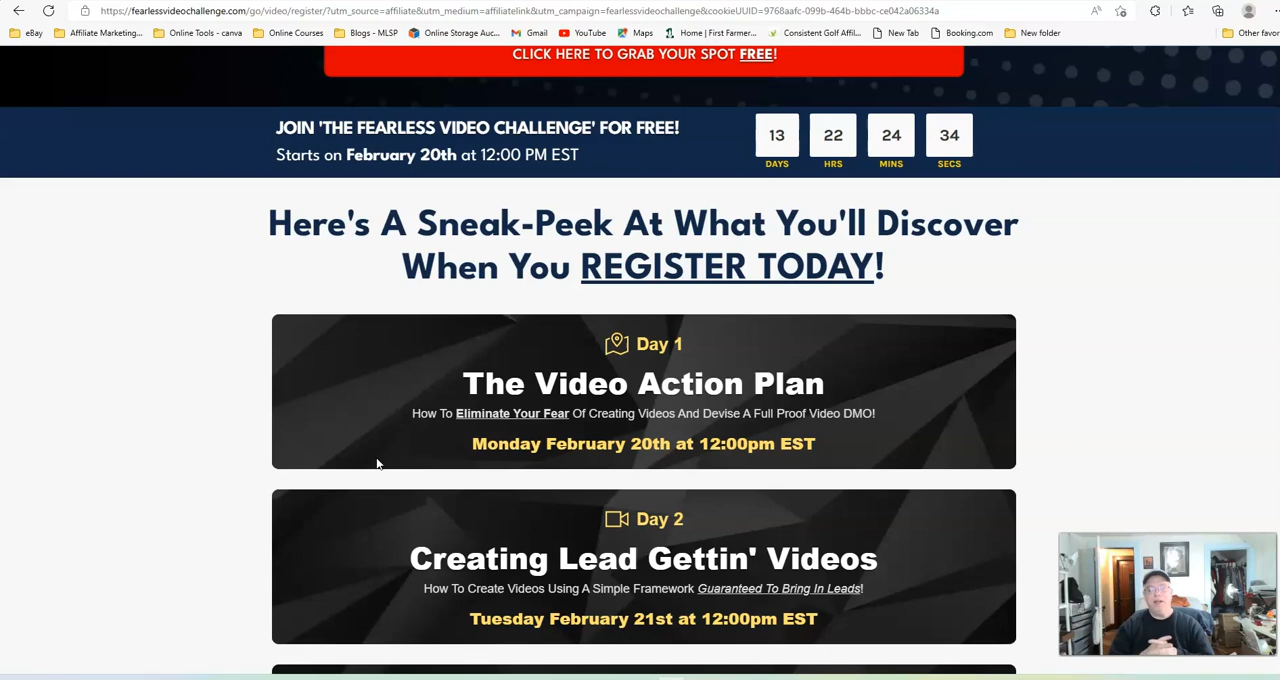 https://fearlessvideochallenge.com/go/video/register/?utm_source=affiliate&utm_medium=affiliatelink&utm_campaign=fearlessvideochallenge&cookieUUID=9768aafc-099b-464b-bbbc-ce042a06334a
eBay Affiliate Marketing... Online Tools - canva Online Courses Blogs - MLSP Online Storage Auc... Gmail YouTube Maps Home | First Farmer... Consistent Golf Affil... New Tab Booking.com New folder Other favor
CLICK HERE TO GRAB YOUR SPOT FREE!
JOIN 'THE FEARLESS VIDEO CHALLENGE' FOR FREE!
Starts on February 20th at 12:00 PM EST
13 22 24 34
DAYS HRS MINS SECS
Here's A Sneak-Peek At What You'll Discover
When You REGISTER TODAY!
Day 1
The Video Action Plan
How To Eliminate Your Fear Of Creating Videos And Devise A Full Proof Video DMO!
Monday February 20th at 12:00pm EST
Day 2
Creating Lead Gettin' Videos
How To Create Videos Using A Simple Framework Guaranteed To Bring In Leads!
Tuesday February 21st at 12:00pm EST